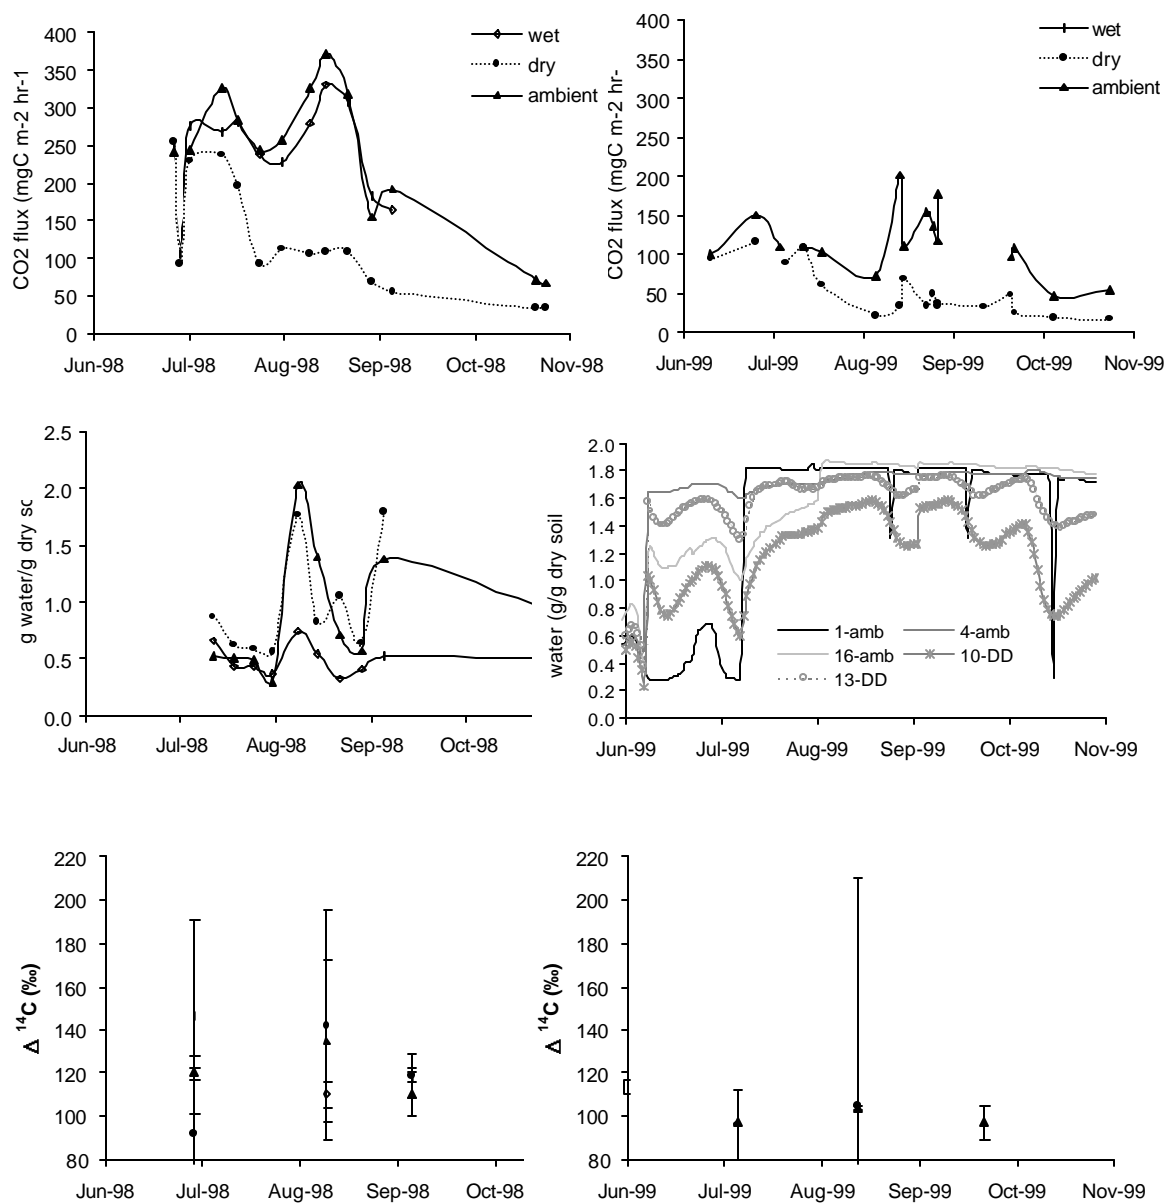 400
350
300
250
200
150
100
50
0
CO2 flux (mgC m-2 hr-1
wet
dry
ambient
Jun-98 Jul-98 Aug-98 Sep-98 Oct-98 Nov-98
400
350
300
250
200
150
100
50
0
CO2 flux (mgC m-2 hr-
wet
dry
ambient
Jun-99 Jul-99 Aug-99 Sep-99 Oct-99 Nov-99
2.5
2.0
1.5
1.0
0.5
0.0
g water/g dry sc
Jun-98 Jul-98 Aug-98 Sep-98 Oct-98
2.0
1.8
1.6
1.4
1.2
1.0
0.8
0.6
0.4
0.2
0.0
water (g/g dry soil
1-amb 4-amb
16-amb 10-DD
13-DD
Jun-99 Jul-99 Aug-99 Sep-99 Oct-99 Nov-99
220
200
180
160
140
120
100
80
Δ ¹⁴C (‰)
Jun-98 Jul-98 Aug-98 Sep-98 Oct-98
220
200
180
160
140
120
100
80
Δ ¹⁴C (‰)
Jun-99 Jul-99 Aug-99 Sep-99 Oct-99 Nov-99